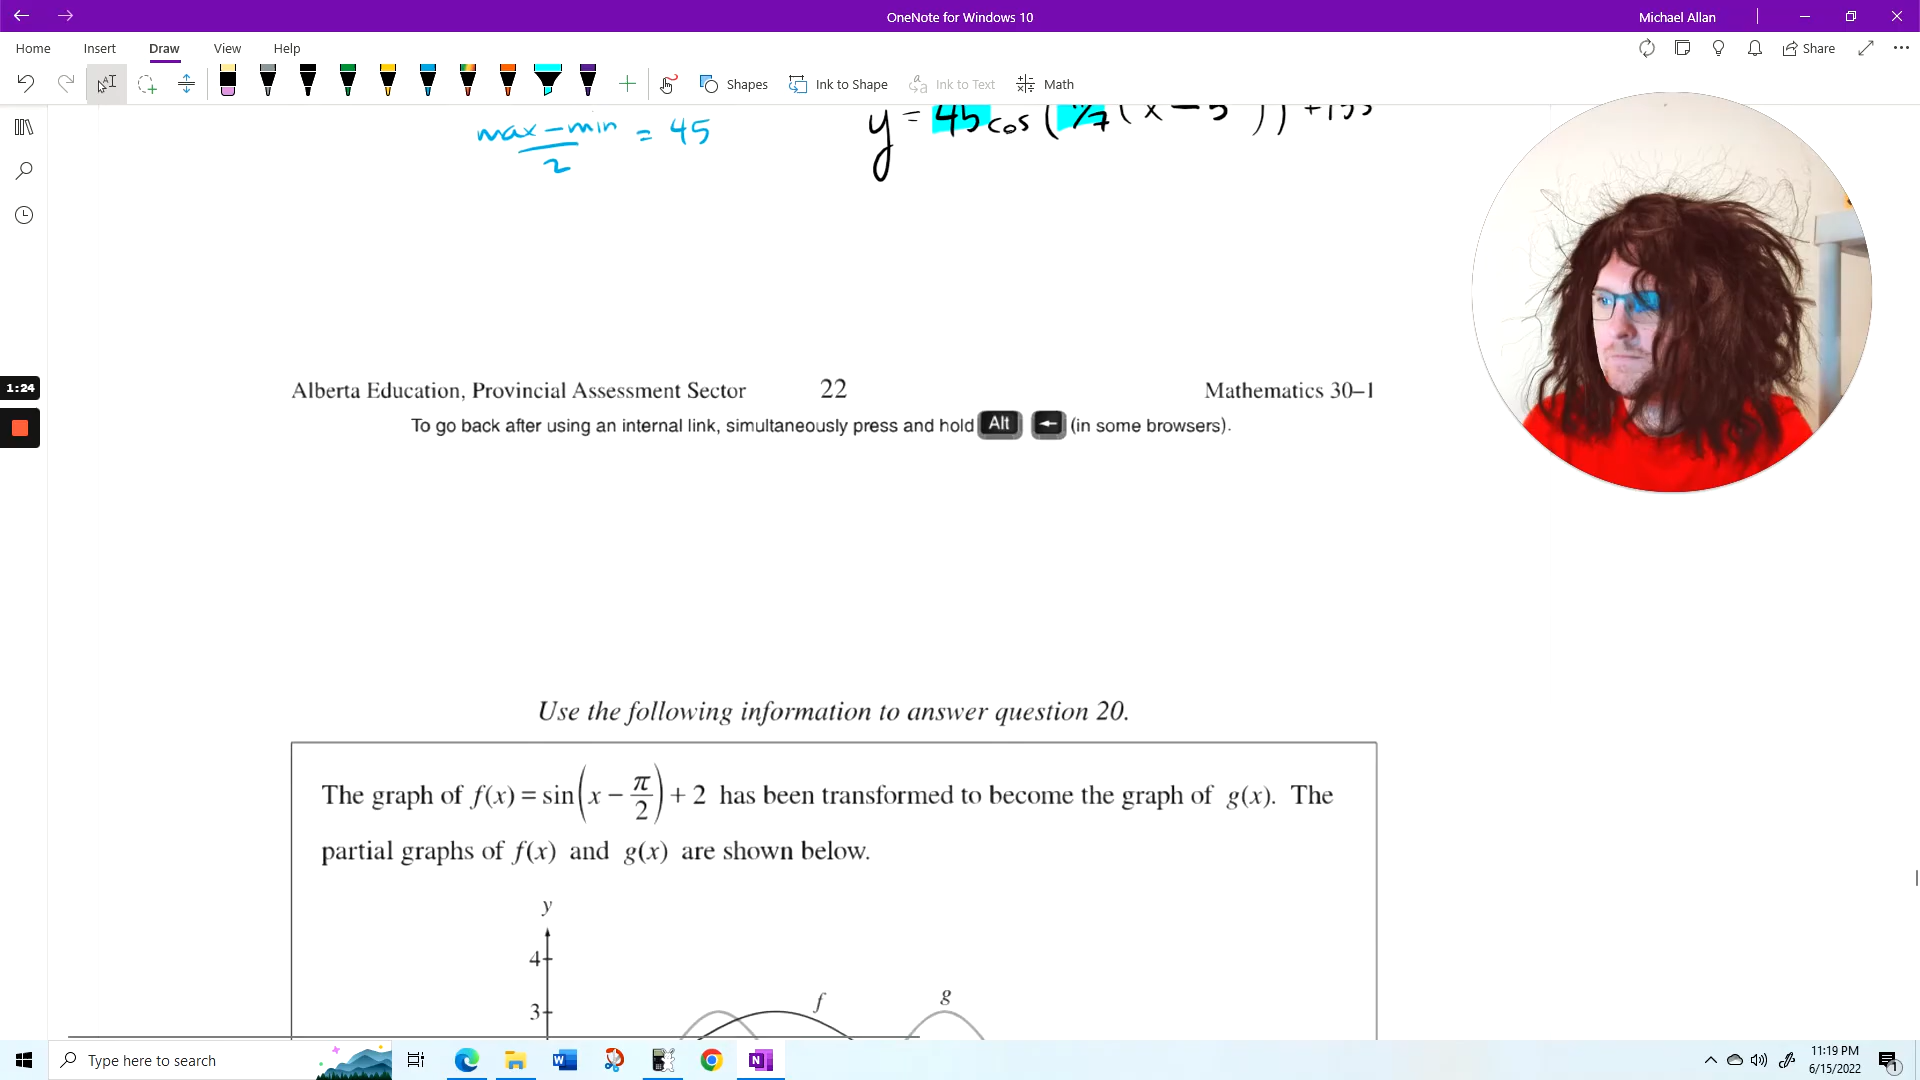 OneNote for Windows 10
Michael Allan
Home Insert Draw View Help
Share
Shapes
Ink to Shape
Ink to Text
Math
max - min / 2 = 45
y = 45 cos (π/7 (x - 5
1:24
Alberta Education, Provincial Assessment Sector 22 Mathematics 30–1
To go back after using an internal link, simultaneously press and hold Alt ← (in some browsers).
Use the following information to answer question 20.
The graph of f(x) = sin(x − π/2) + 2 has been transformed to become the graph of g(x). The
partial graphs of f(x) and g(x) are shown below.
y
4
f
g
3
Type here to search
11:19 PM
6/15/2022
1